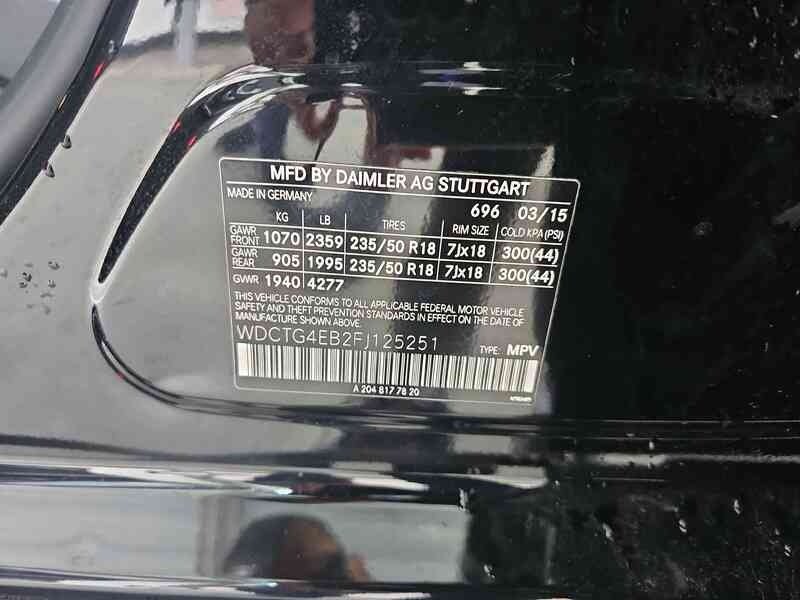 MFD BY DAIMLER AG STUTTGART
MADE IN GERMANY
696 03/15
KG LB TIRES RIM SIZE COLD KPA (PSI)
GAWR FRONT 1070 2359 235/50 R18 7Jx18 300(44)
GAWR REAR 905 1995 235/50 R18 7Jx18 300(44)
GVWR 1940 4277
THIS VEHICLE CONFORMS TO ALL APPLICABLE FEDERAL MOTOR VEHICLE
SAFETY AND THEFT PREVENTION STANDARDS IN EFFECT ON THE DATE OF
MANUFACTURE SHOWN ABOVE.
WDCTG4EB2FJ125251
TYPE: MPV
A 204 817 78 20